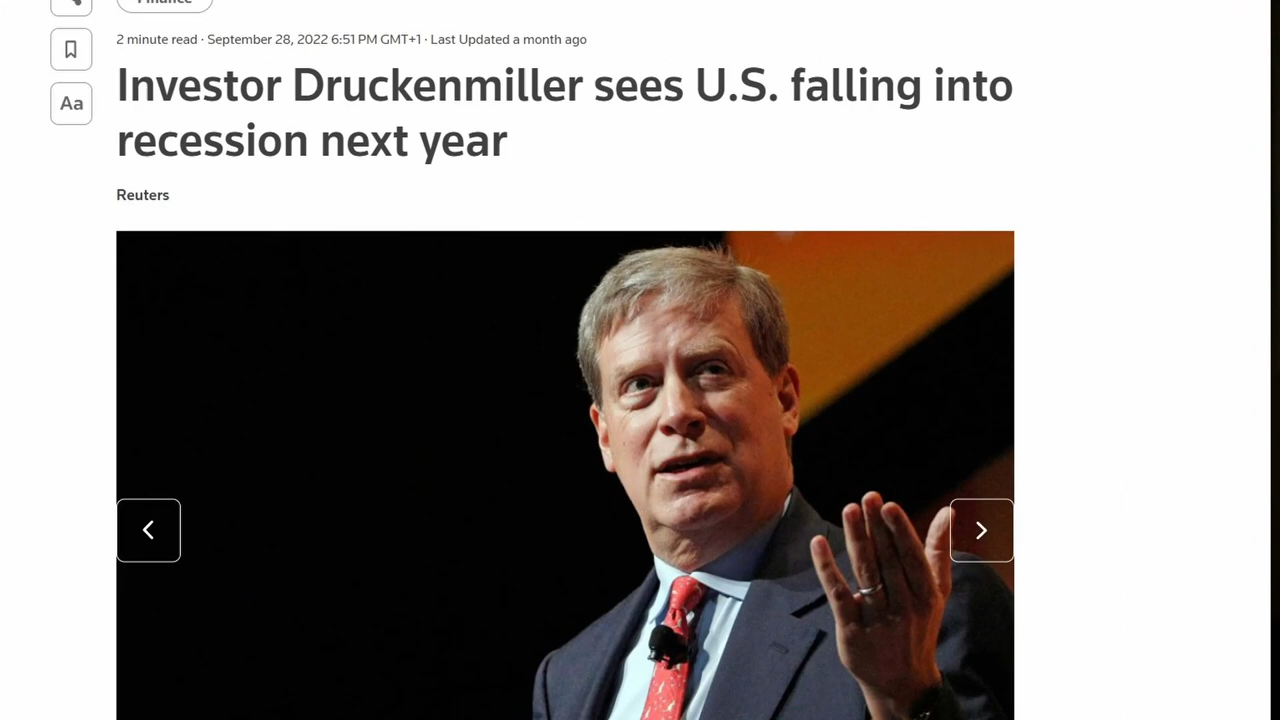 Finance
2 minute read · September 28, 2022 6:51 PM GMT+1 · Last Updated a month ago
Aa
Investor Druckenmiller sees U.S. falling into
recession next year
Reuters